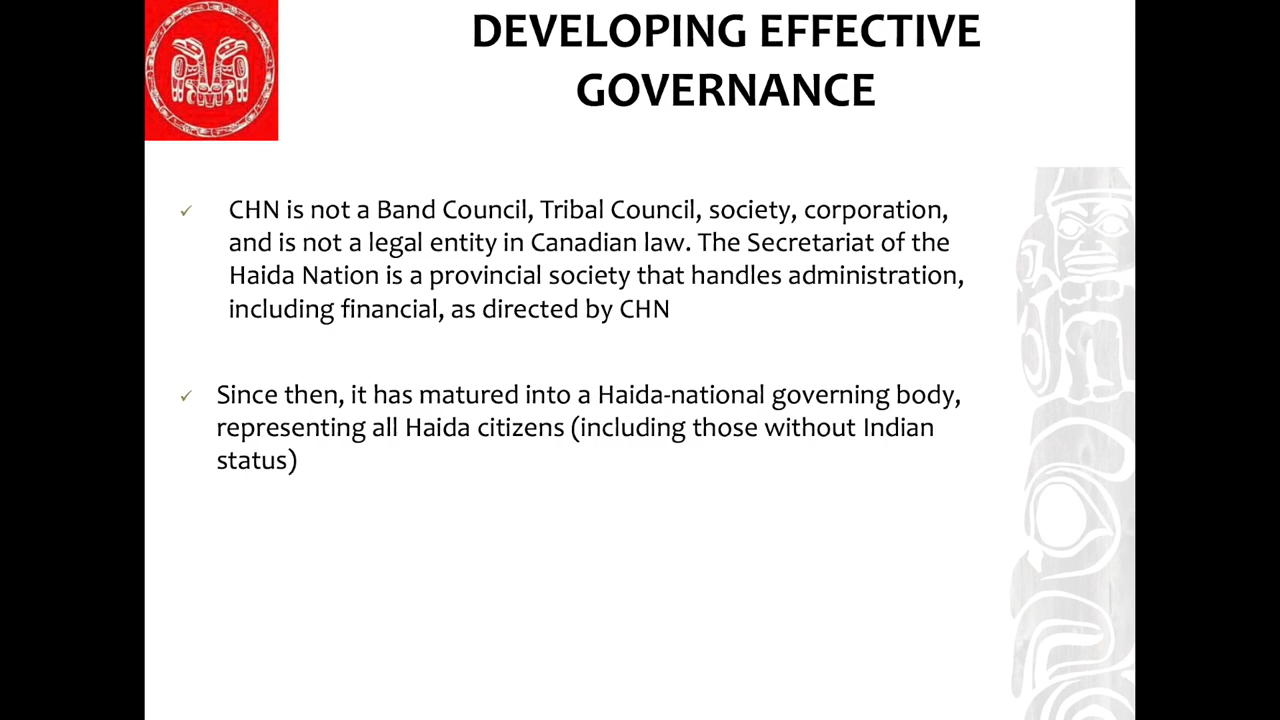 DEVELOPING EFFECTIVE
GOVERNANCE
CHN is not a Band Council, Tribal Council, society, corporation,
and is not a legal entity in Canadian law. The Secretariat of the
Haida Nation is a provincial society that handles administration,
including financial, as directed by CHN
Since then, it has matured into a Haida-national governing body,
representing all Haida citizens (including those without Indian
status)